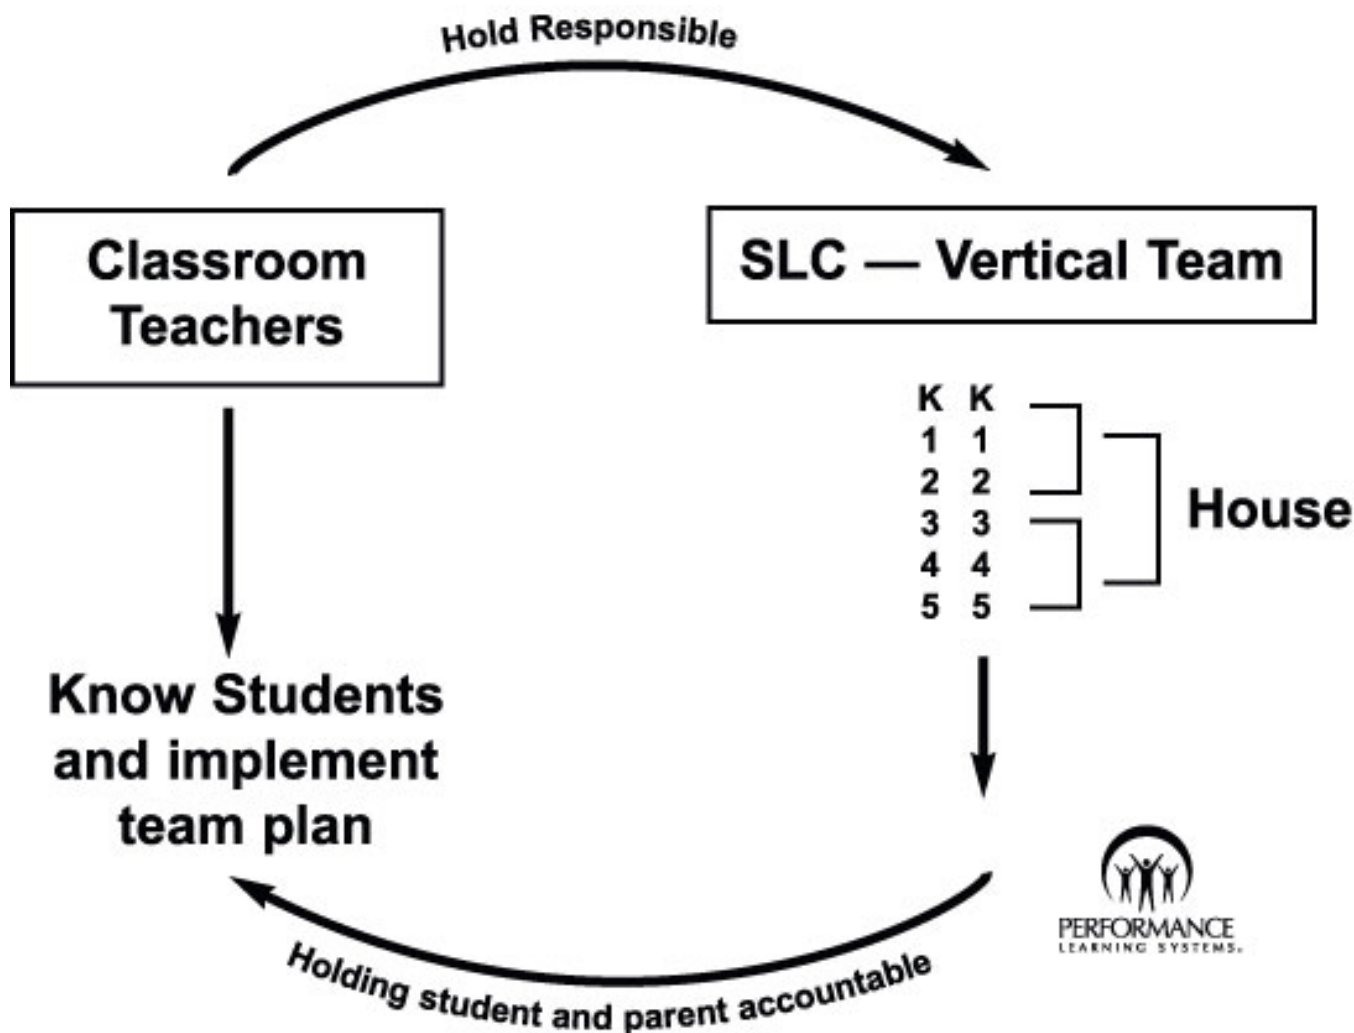 Hold Responsible
Classroom
Teachers
SLC — Vertical Team
K K
1 1
2 2
3 3
4 4
5 5
House
Know Students
and implement
team plan
Holding student and parent accountable
PERFORMANCE
LEARNING SYSTEMS®